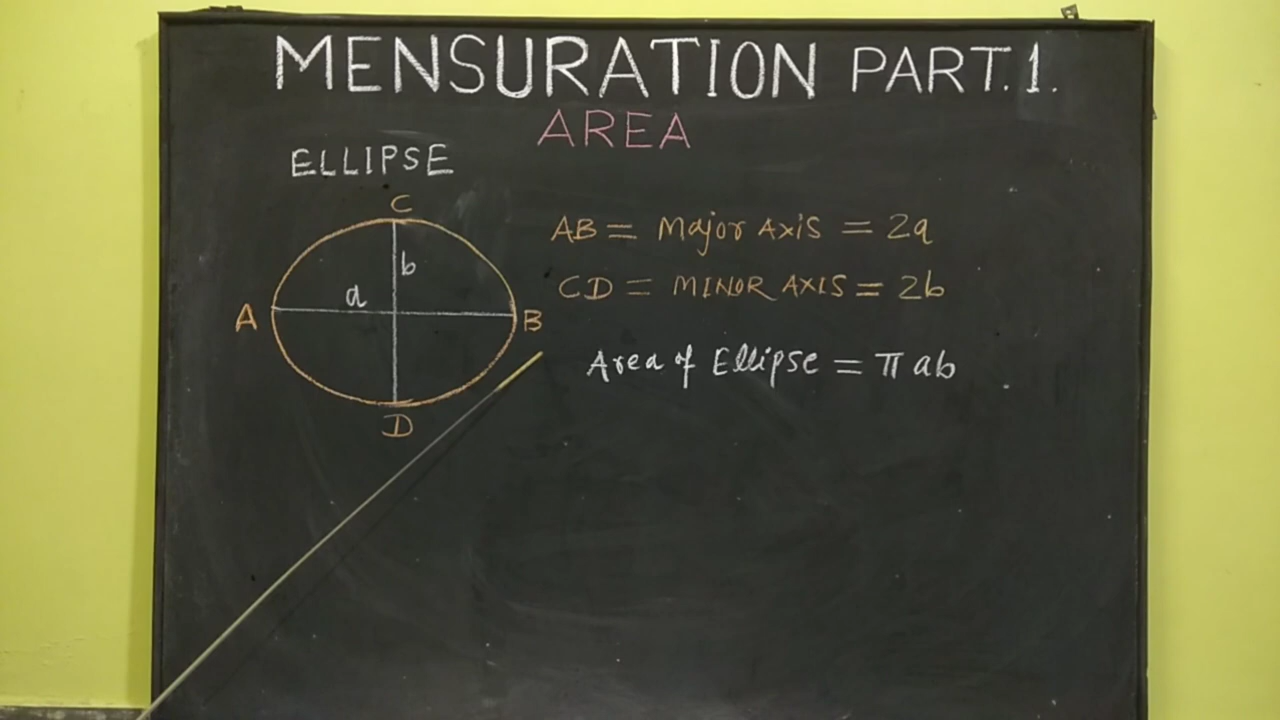 MENSURATION PART.1.
AREA
ELLIPSE
C
AB = Major AXiS = 2a
b
CD = MINOR AXIS = 2b
a
A
B
Area of Ellipse = π ab
D